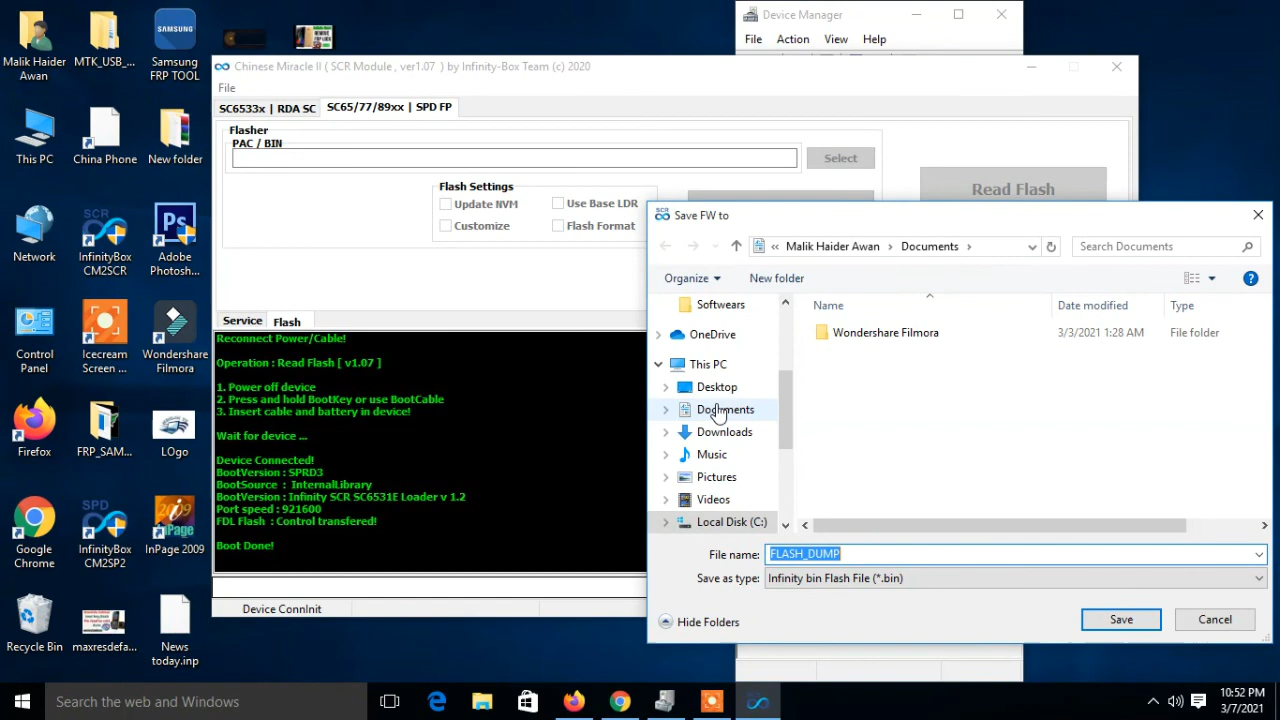 Malik Haider
Awan
MTK_USB_...
Samsung
FRP TOOL
SAMSUNG
This PC
China Phone
New folder
Network
SCR
InfinityBox
CM2SCR
Ps
Adobe
Photosh...
Control
Panel
Icecream
Screen ...
Wondershare
Filmora
Firefox
FRP_SAM...
LOgo
Google
Chrome
SPD
InfinityBox
CM2SP2
2009
InPage 2009
Recycle Bin
maxresdefa...
News
today.inp
Device Manager
File Action View Help
Chinese Miracle II ( SCR Module , ver1.07 ) by Infinity-Box Team (c) 2020
File
SC6533x | RDA SC
SC65/77/89xx | SPD FP
Flasher
PAC / BIN
Select
Flash Settings
Update NVM
Use Base LDR
Customize
Flash Format
Read Flash
Service
Flash
Reconnect Power/Cable!
Operation : Read Flash [ v1.07 ]
1. Power off device
2. Press and hold BootKey or use BootCable
3. Insert cable and battery in device!
Wait for device ...
Device Connected!
BootVersion : SPRD3
BootSource : InternalLibrary
BootVersion : Infinity SCR SC6531E Loader v 1.2
Port speed : 921600
FDL Flash : Control transfered!
Boot Done!
Device ConnInit
SCR
Save FW to
« Malik Haider Awan › Documents ›
Search Documents
Organize
New folder
Softwears
OneDrive
This PC
Desktop
Documents
Downloads
Music
Pictures
Videos
Local Disk (C:)
Name
Date modified
Type
Wondershare Filmora
3/3/2021 1:28 AM
File folder
File name:
FLASH_DUMP
Save as type:
Infinity bin Flash File (*.bin)
Hide Folders
Save
Cancel
Search the web and Windows
10:52 PM
3/7/2021